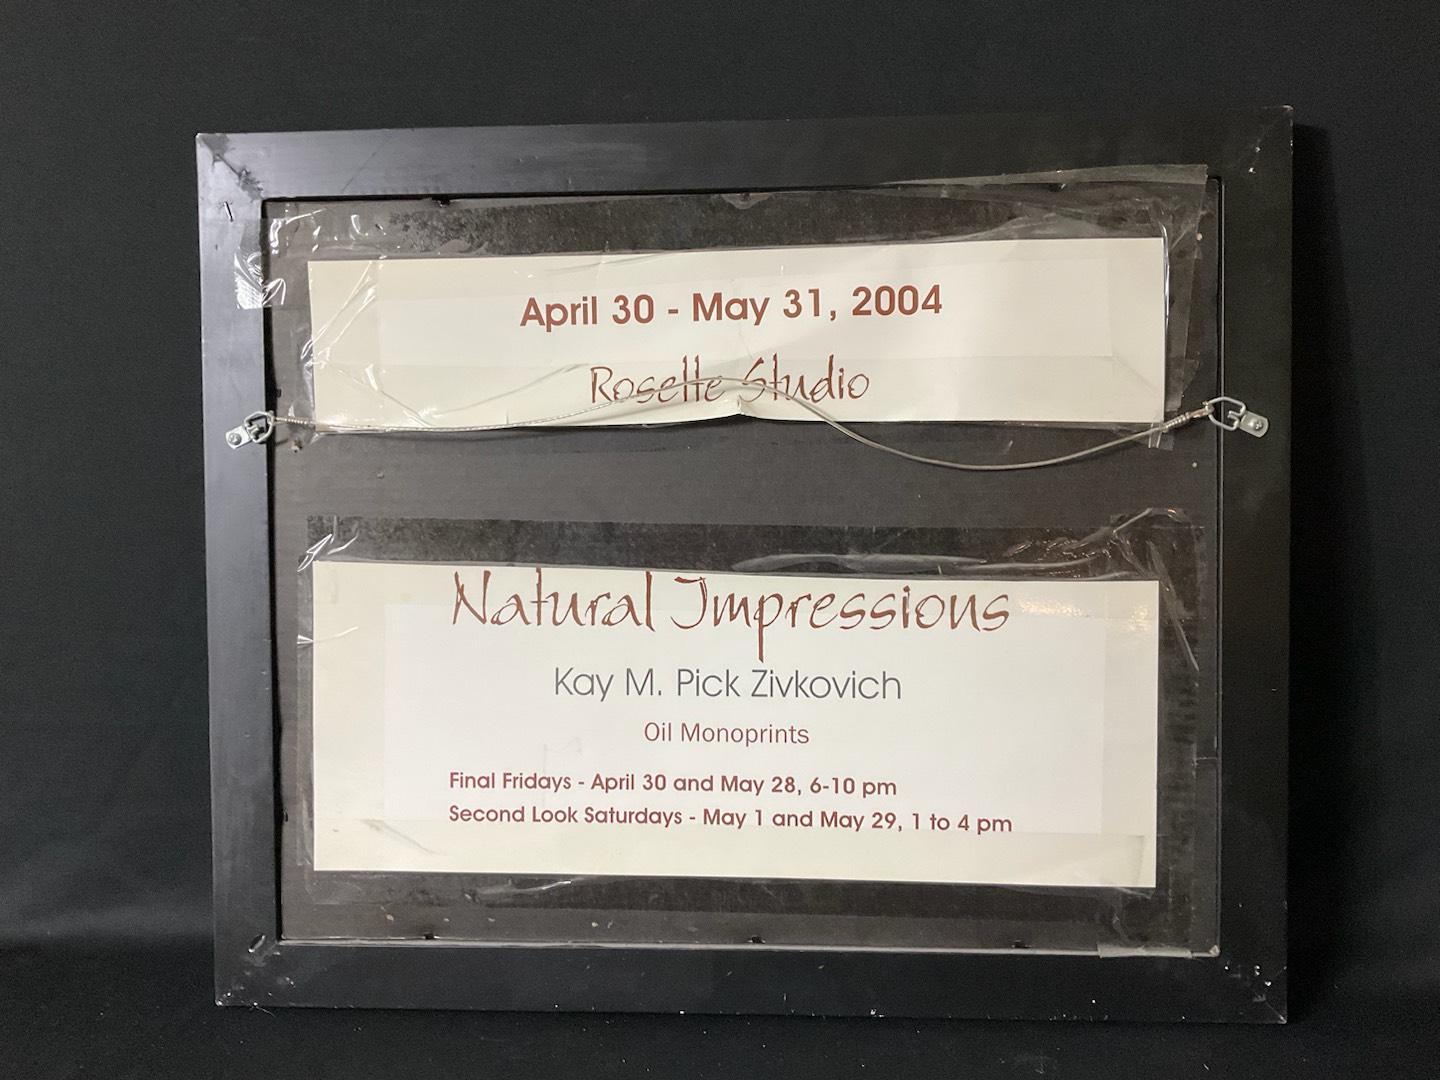 April 30 - May 31, 2004
Rosette Studio
Natural Impressions
Kay M. Pick Zivkovich
Oil Monoprints
Final Fridays - April 30 and May 28, 6-10 pm
Second Look Saturdays - May 1 and May 29, 1 to 4 pm